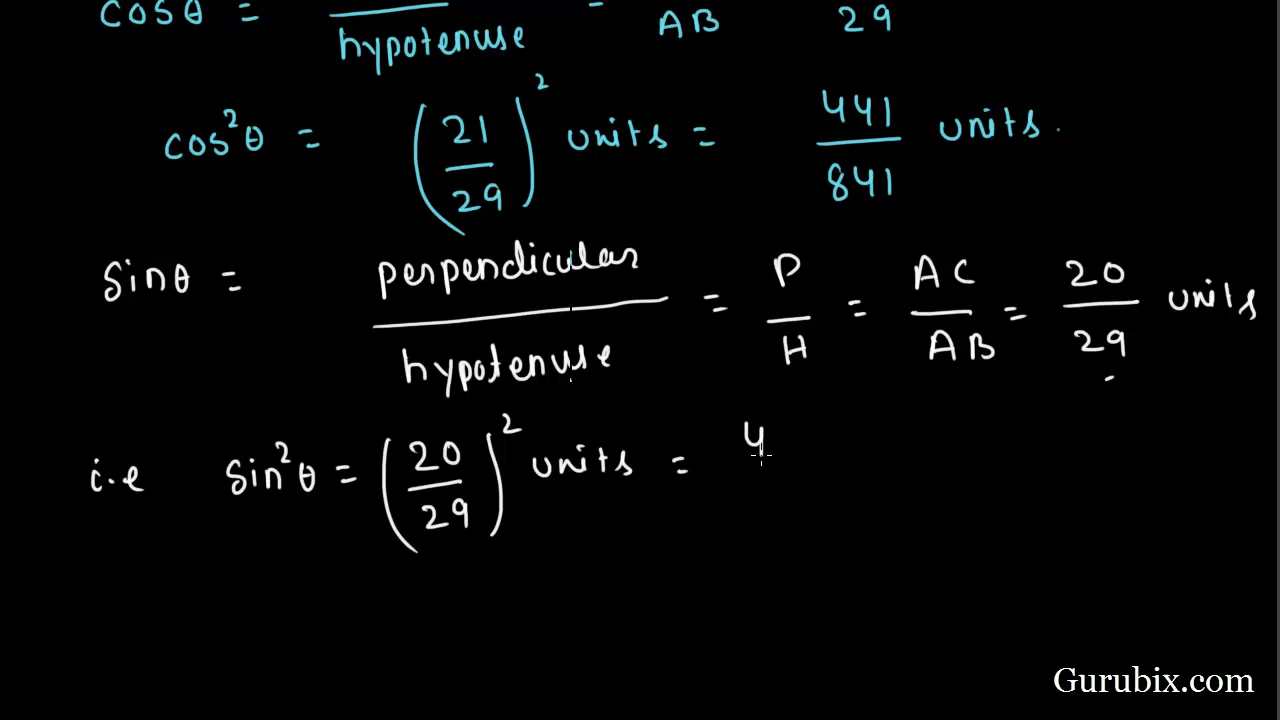 cosθ = ―― = AB 29
hypotenuse
cos²θ = (21/29)² units = 441/841 units.
Sinθ = perpendicular/hypotenuse = P/H = AC/AB = 20/29 units
i.e Sin²θ = (20/29)² units = 4
Gurubix.com